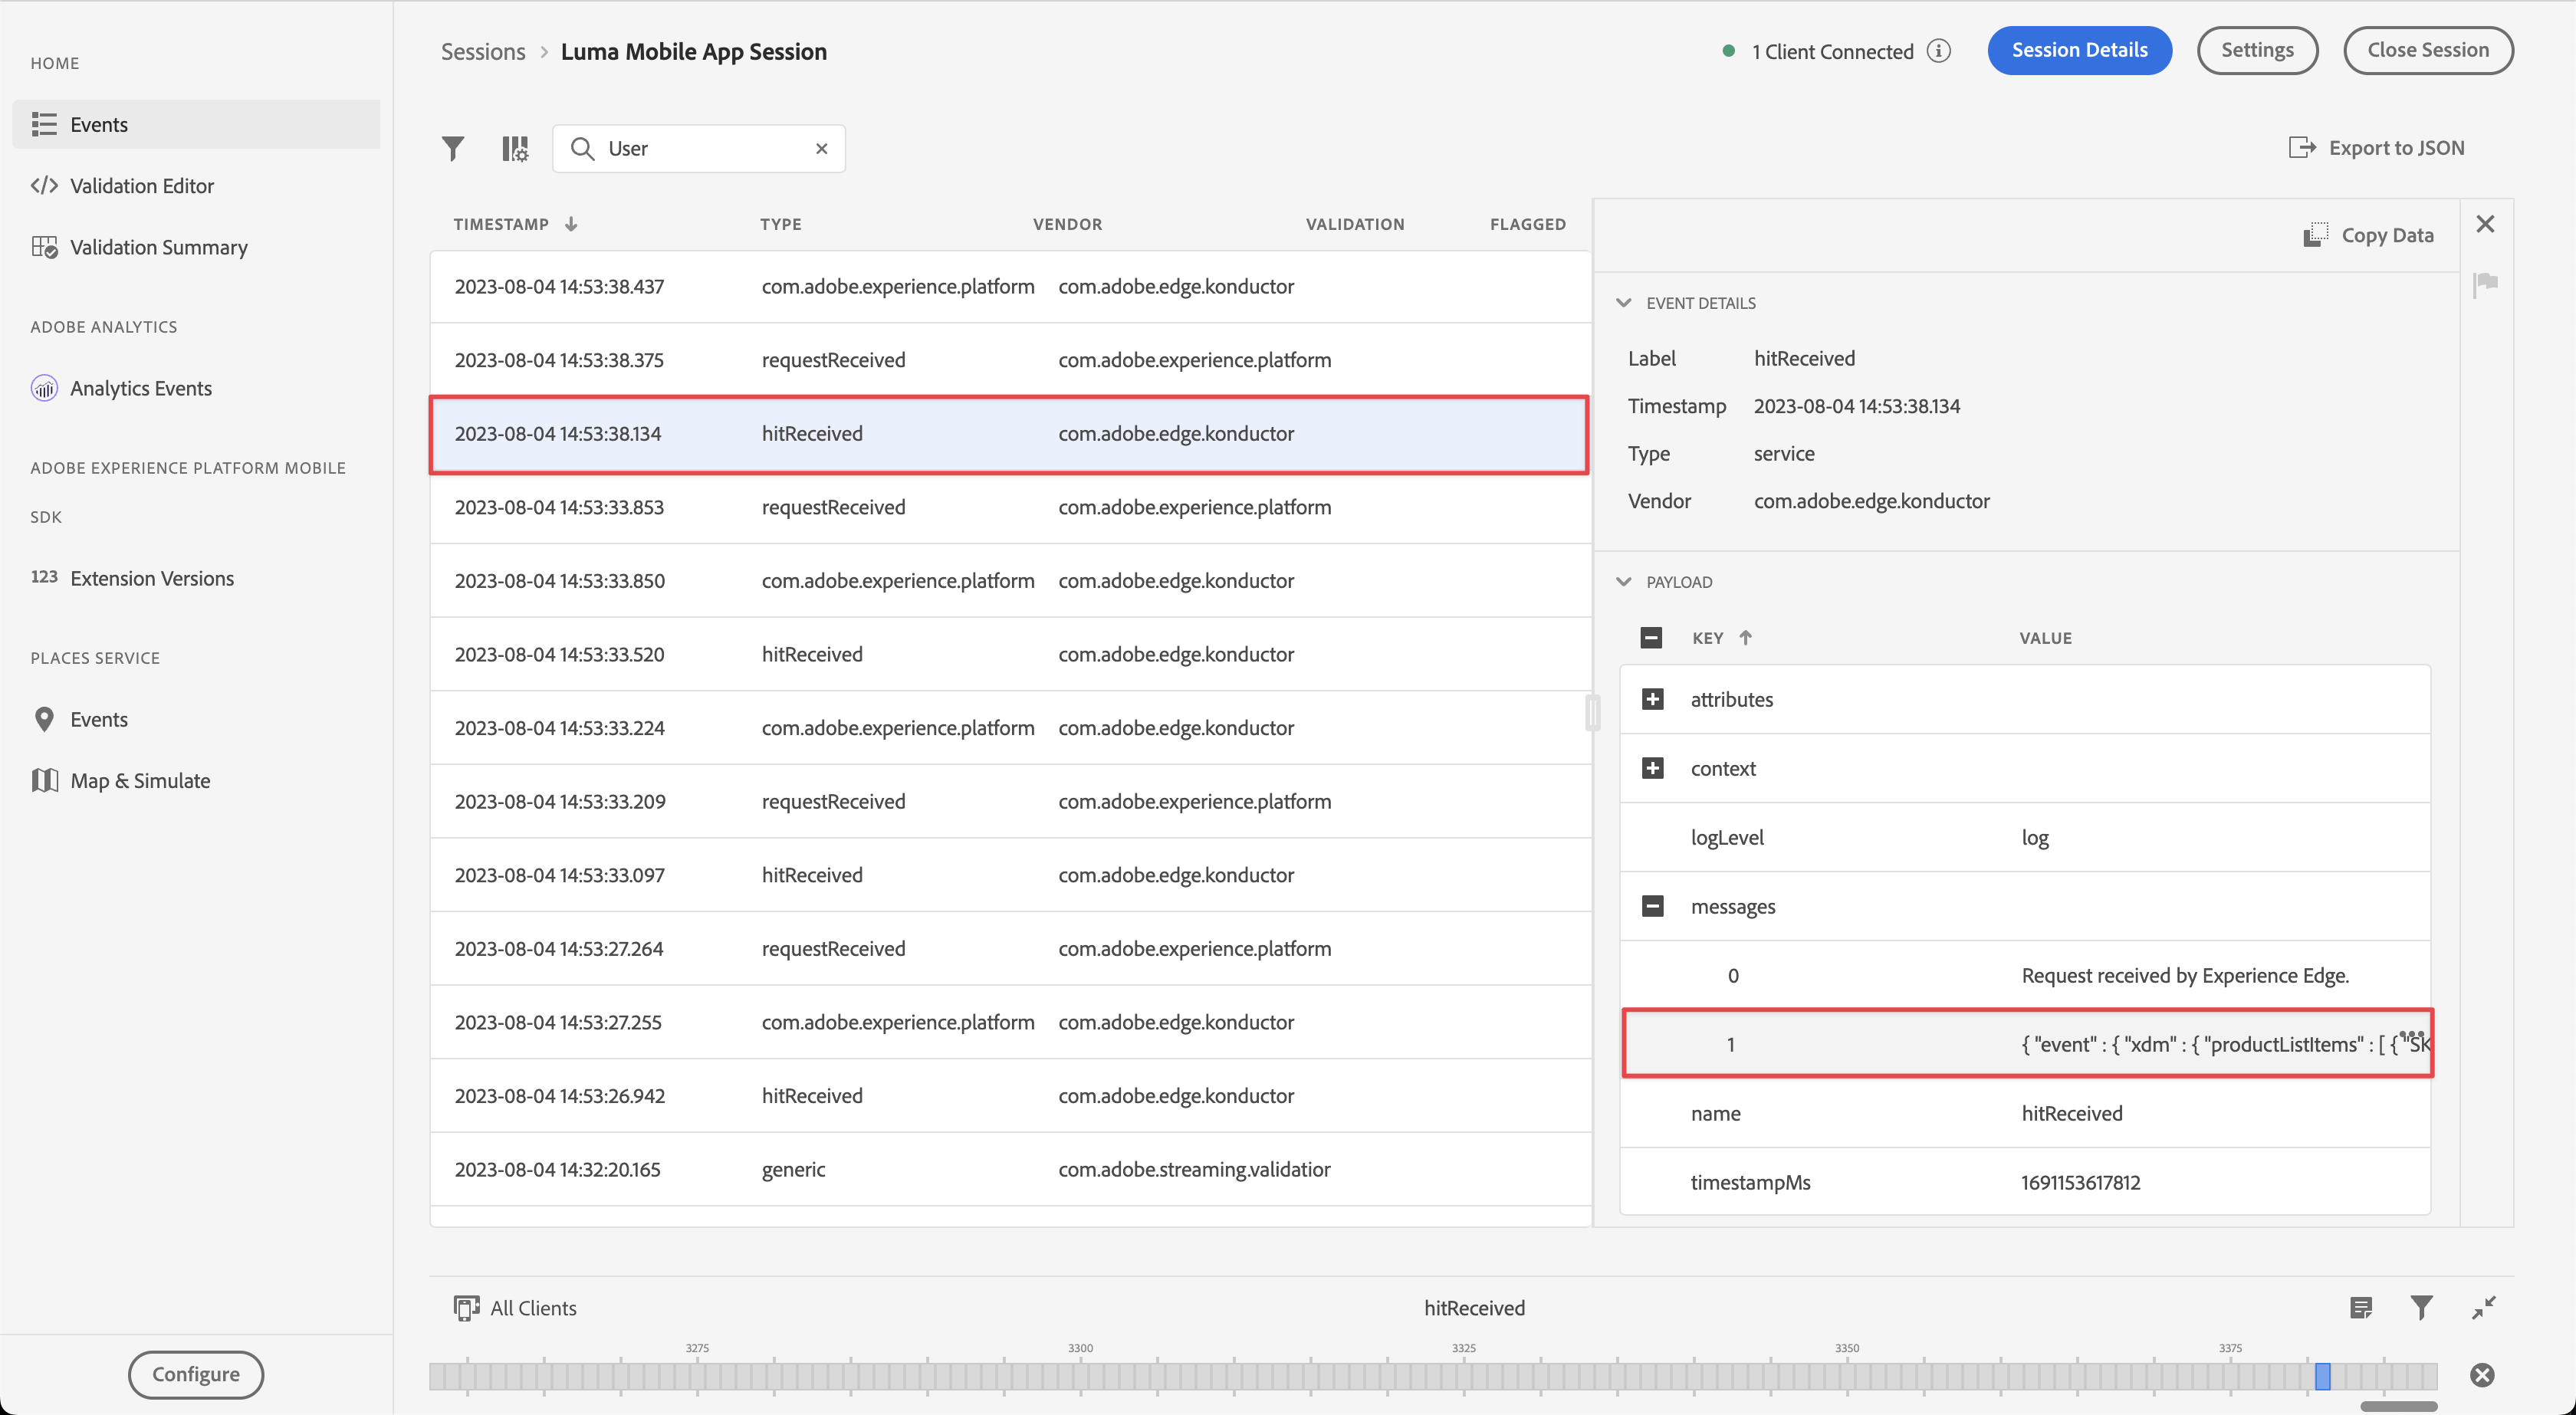 HOME
Events
Validation Editor
Validation Summary
ADOBE ANALYTICS
Analytics Events
ADOBE EXPERIENCE PLATFORM MOBILE
SDK
123 Extension Versions
PLACES SERVICE
Events
Map & Simulate
Configure
Sessions > Luma Mobile App Session
1 Client Connected
Session Details
Settings
Close Session
User
Export to JSON
TIMESTAMP TYPE VENDOR VALIDATION FLAGGED
2023-08-04 14:53:38.437 com.adobe.experience.platform com.adobe.edge.konductor
2023-08-04 14:53:38.375 requestReceived com.adobe.experience.platform
2023-08-04 14:53:38.134 hitReceived com.adobe.edge.konductor
2023-08-04 14:53:33.853 requestReceived com.adobe.experience.platform
2023-08-04 14:53:33.850 com.adobe.experience.platform com.adobe.edge.konductor
2023-08-04 14:53:33.520 hitReceived com.adobe.edge.konductor
2023-08-04 14:53:33.224 com.adobe.experience.platform com.adobe.edge.konductor
2023-08-04 14:53:33.209 requestReceived com.adobe.experience.platform
2023-08-04 14:53:33.097 hitReceived com.adobe.edge.konductor
2023-08-04 14:53:27.264 requestReceived com.adobe.experience.platform
2023-08-04 14:53:27.255 com.adobe.experience.platform com.adobe.edge.konductor
2023-08-04 14:53:26.942 hitReceived com.adobe.edge.konductor
2023-08-04 14:32:20.165 generic com.adobe.streaming.validatior
Copy Data
EVENT DETAILS
Label hitReceived
Timestamp 2023-08-04 14:53:38.134
Type service
Vendor com.adobe.edge.konductor
PAYLOAD
KEY VALUE
attributes
context
logLevel log
messages
0 Request received by Experience Edge.
1 { "event" : { "xdm" : { "productListItems" : [ { "SK
name hitReceived
timestampMs 1691153617812
All Clients
hitReceived
3275 3300 3325 3350 3375